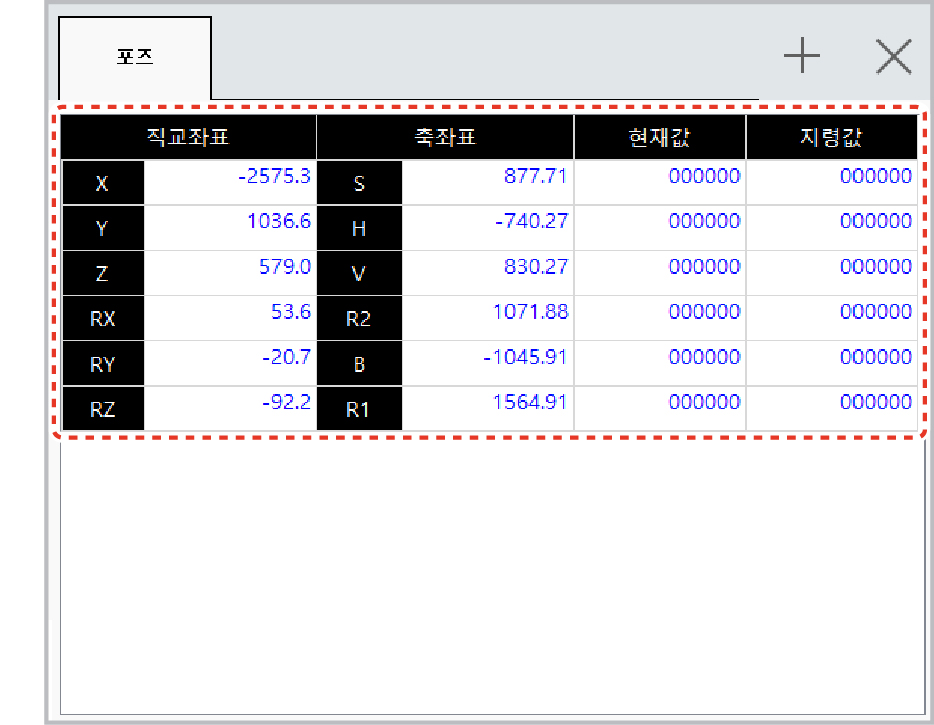 포즈
직교좌표 축좌표 현재값 지령값
X -2575.3 S 877.71 000000 000000
Y 1036.6 H -740.27 000000 000000
Z 579.0 V 830.27 000000 000000
RX 53.6 R2 1071.88 000000 000000
RY -20.7 B -1045.91 000000 000000
RZ -92.2 R1 1564.91 000000 000000